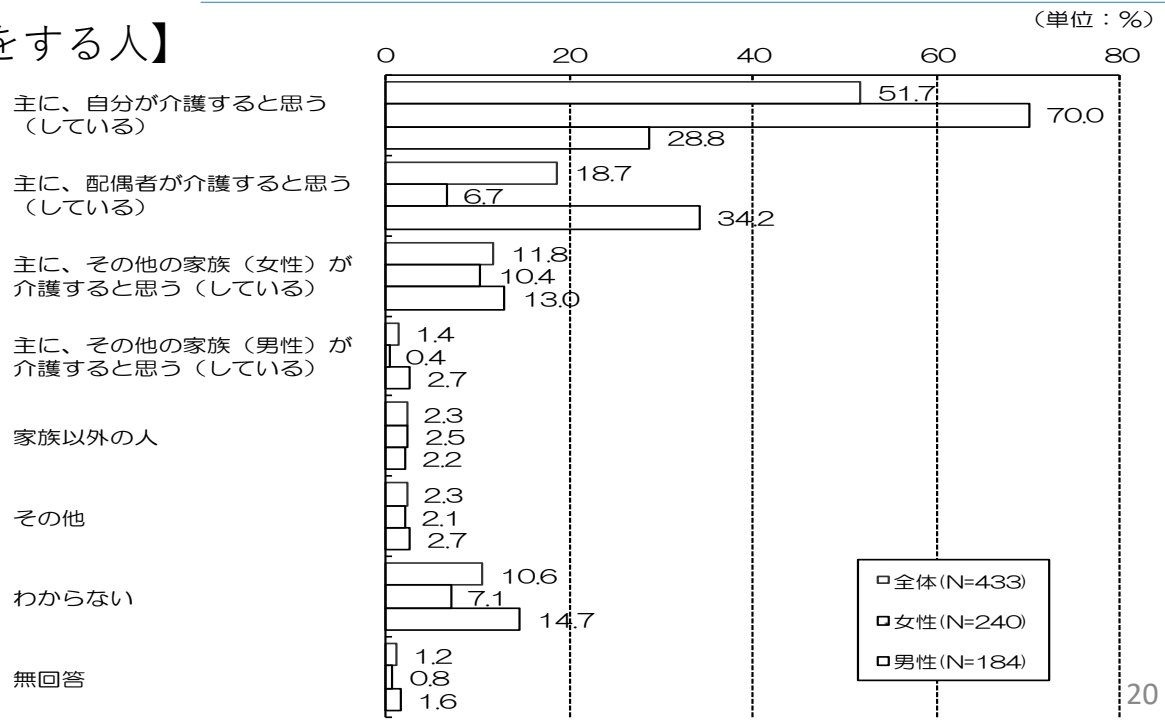 （単位：％）
をする人】
0 20 40 60 80
主に、自分が介護すると思う
（している）
51.7
70.0
28.8
主に、配偶者が介護すると思う
（している）
18.7
6.7
34.2
主に、その他の家族（女性）が
介護すると思う（している）
11.8
10.4
13.0
主に、その他の家族（男性）が
介護すると思う（している）
1.4
0.4
2.7
家族以外の人
2.3
2.5
2.2
その他
2.3
2.1
2.7
わからない
10.6
7.1
14.7
無回答
1.2
0.8
1.6
全体(N=433)
女性(N=240)
男性(N=184)
20